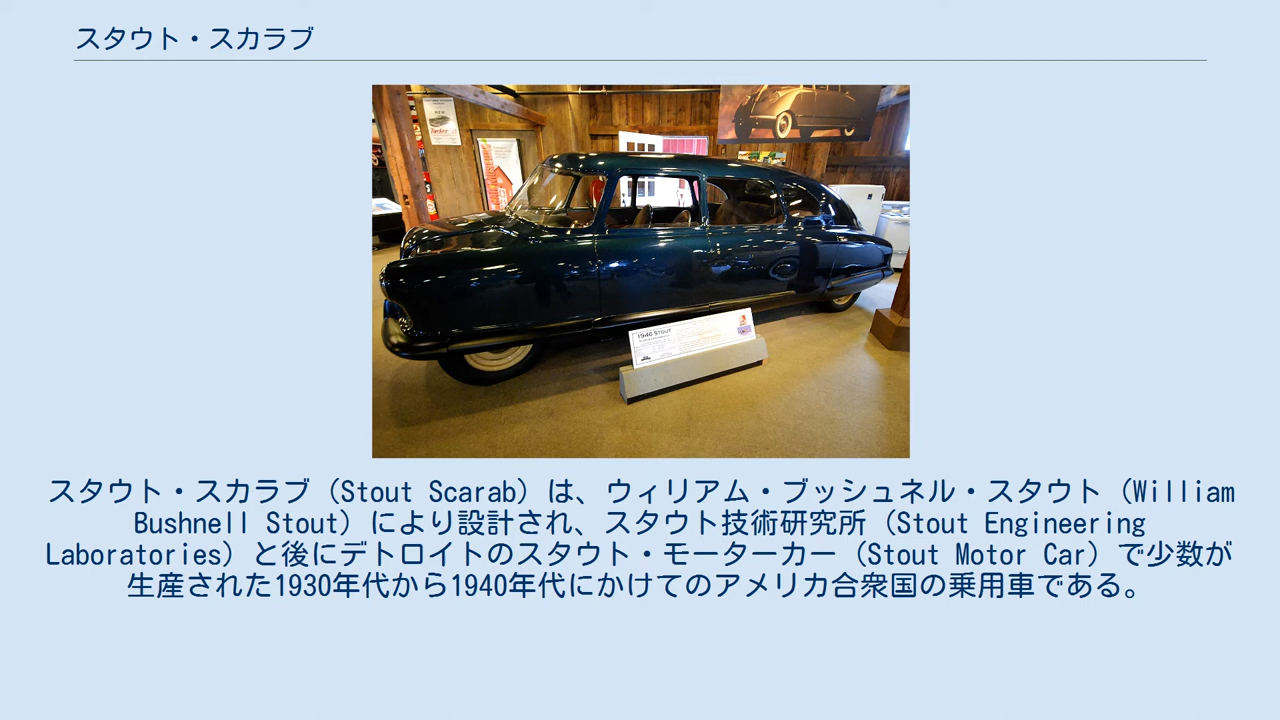 スタウト・スカラブ
1946 STOUT
スタウト・スカラブ（Stout Scarab）は、ウィリアム・ブッシュネル・スタウト（William
Bushnell Stout）により設計され、スタウト技術研究所（Stout Engineering
Laboratories）と後にデトロイトのスタウト・モーターカー（Stout Motor Car）で少数が
生産された1930年代から1940年代にかけてのアメリカ合衆国の乗用車である。